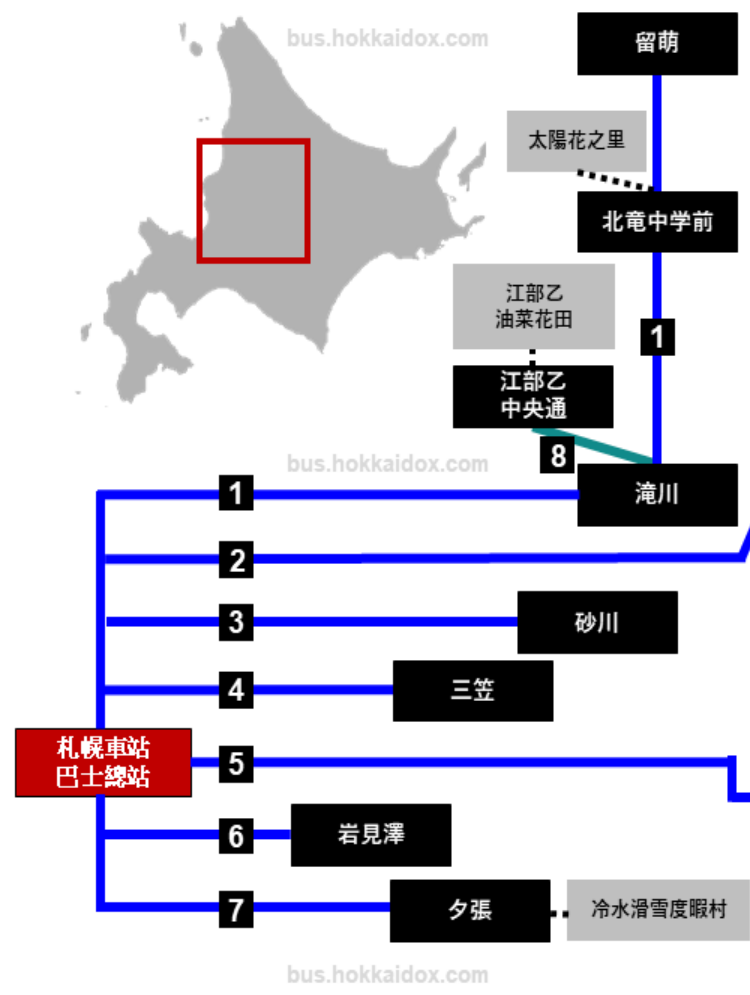 bus.hokkaidox.com
留萌
太陽花之里
北竜中学前
江部乙
油菜花田
1
江部乙
中央通
8
bus.hokkaidox.com
滝川
1
2
3
砂川
4
三笠
札幌車站
巴士總站
5
6
岩見澤
7
夕張
冷水滑雪度暇村
bus.hokkaidox.com